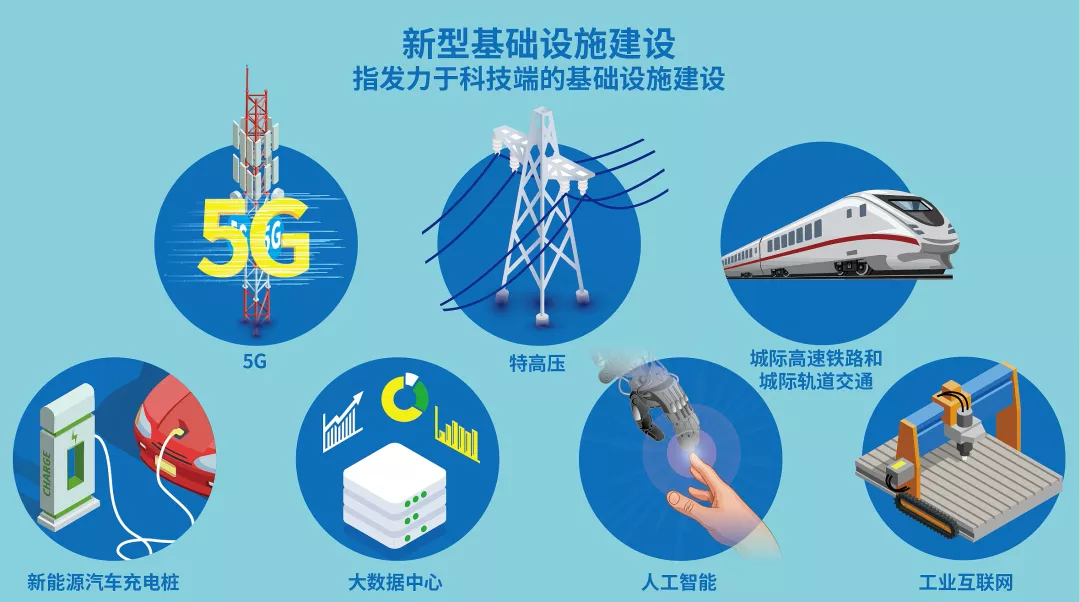 新型基础设施建设
指发力于科技端的基础设施建设
5G
5G
特高压
城际高速铁路和
城际轨道交通
CHARGE
新能源汽车充电桩
大数据中心
人工智能
工业互联网